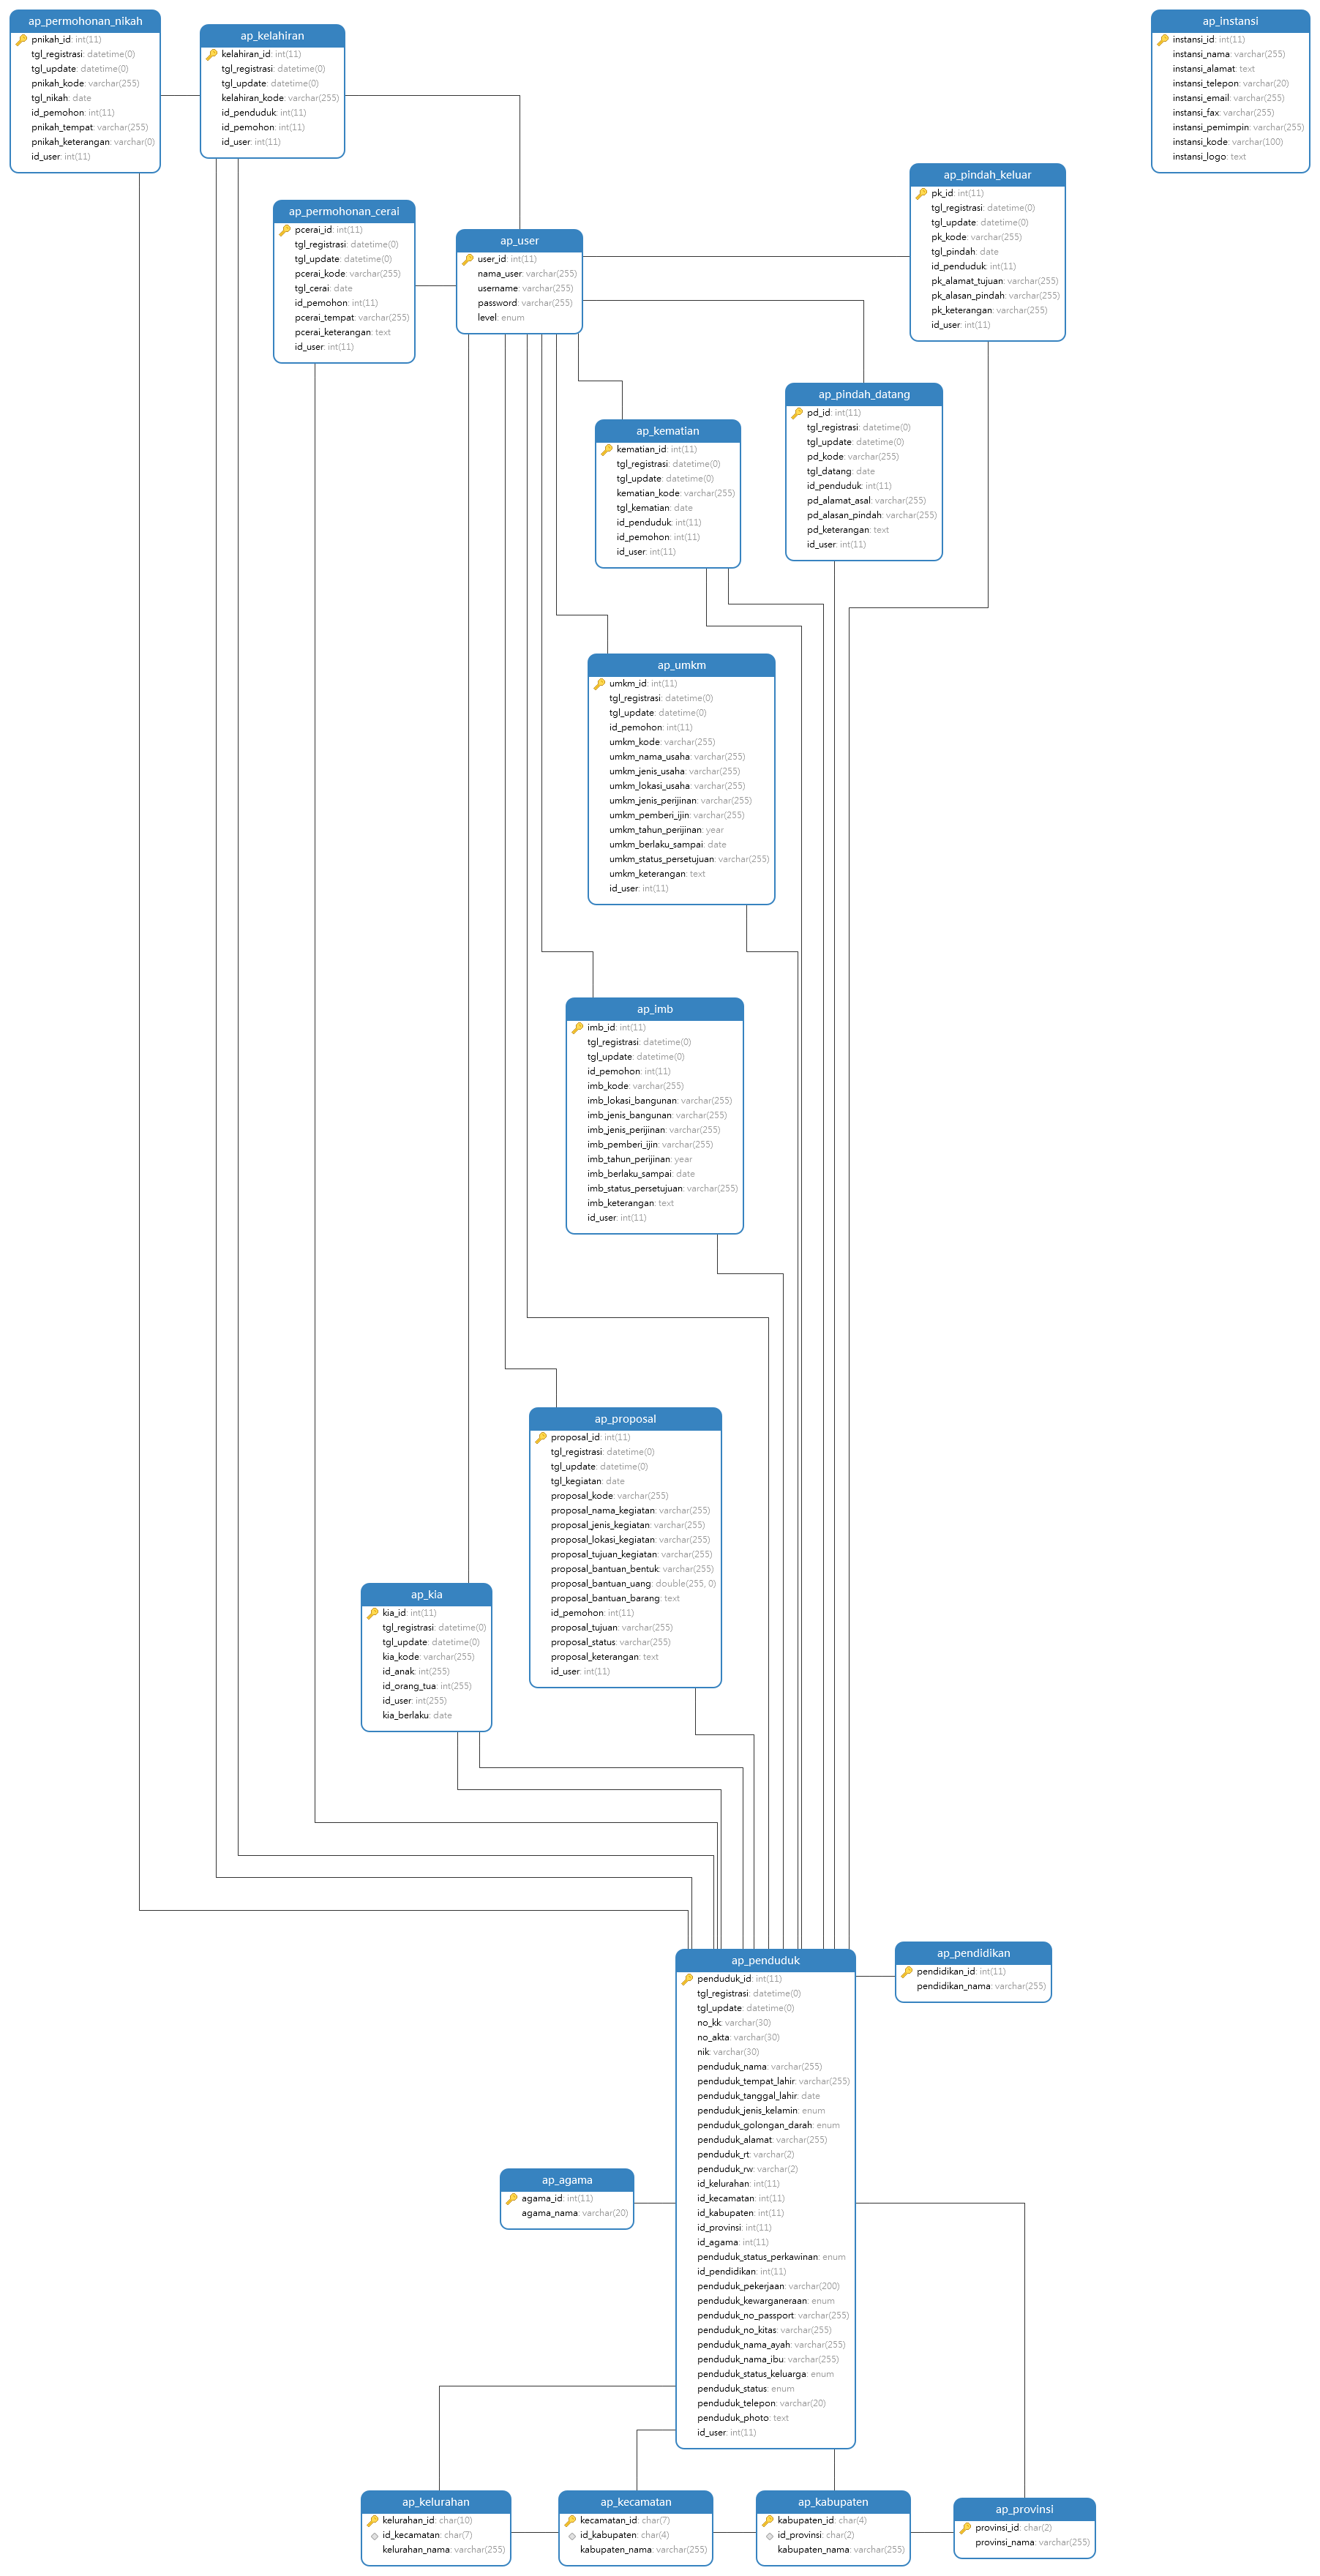 ap_permohonan_nikah
pnikah_id: int(11)
tgl_registrasi: datetime(0)
tgl_update: datetime(0)
pnikah_kode: varchar(255)
tgl_nikah: date
id_pemohon: int(11)
pnikah_tempat: varchar(255)
pnikah_keterangan: varchar(0)
id_user: int(11)
ap_kelahiran
kelahiran_id: int(11)
tgl_registrasi: datetime(0)
tgl_update: datetime(0)
kelahiran_kode: varchar(255)
id_penduduk: int(11)
id_pemohon: int(11)
id_user: int(11)
ap_instansi
instansi_id: int(11)
instansi_nama: varchar(255)
instansi_alamat: text
instansi_telepon: varchar(20)
instansi_email: varchar(255)
instansi_fax: varchar(255)
instansi_pemimpin: varchar(255)
instansi_kode: varchar(100)
instansi_logo: text
ap_pindah_keluar
pk_id: int(11)
tgl_registrasi: datetime(0)
tgl_update: datetime(0)
pk_kode: varchar(255)
tgl_pindah: date
id_penduduk: int(11)
pk_alamat_tujuan: varchar(255)
pk_alasan_pindah: varchar(255)
pk_keterangan: varchar(255)
id_user: int(11)
ap_permohonan_cerai
pcerai_id: int(11)
tgl_registrasi: datetime(0)
tgl_update: datetime(0)
pcerai_kode: varchar(255)
tgl_cerai: date
id_pemohon: int(11)
pcerai_tempat: varchar(255)
pcerai_keterangan: text
id_user: int(11)
ap_user
user_id: int(11)
nama_user: varchar(255)
username: varchar(255)
password: varchar(255)
level: enum
ap_pindah_datang
pd_id: int(11)
tgl_registrasi: datetime(0)
tgl_update: datetime(0)
pd_kode: varchar(255)
tgl_datang: date
id_penduduk: int(11)
pd_alamat_asal: varchar(255)
pd_alasan_pindah: varchar(255)
pd_keterangan: text
id_user: int(11)
ap_kematian
kematian_id: int(11)
tgl_registrasi: datetime(0)
tgl_update: datetime(0)
kematian_kode: varchar(255)
tgl_kematian: date
id_penduduk: int(11)
id_pemohon: int(11)
id_user: int(11)
ap_umkm
umkm_id: int(11)
tgl_registrasi: datetime(0)
tgl_update: datetime(0)
id_pemohon: int(11)
umkm_kode: varchar(255)
umkm_nama_usaha: varchar(255)
umkm_jenis_usaha: varchar(255)
umkm_lokasi_usaha: varchar(255)
umkm_jenis_perijinan: varchar(255)
umkm_pemberi_ijin: varchar(255)
umkm_tahun_perijinan: year
umkm_berlaku_sampai: date
umkm_status_persetujuan: varchar(255)
umkm_keterangan: text
id_user: int(11)
ap_imb
imb_id: int(11)
tgl_registrasi: datetime(0)
tgl_update: datetime(0)
id_pemohon: int(11)
imb_kode: varchar(255)
imb_lokasi_bangunan: varchar(255)
imb_jenis_bangunan: varchar(255)
imb_jenis_perijinan: varchar(255)
imb_pemberi_ijin: varchar(255)
imb_tahun_perijinan: year
imb_berlaku_sampai: date
imb_status_persetujuan: varchar(255)
imb_keterangan: text
id_user: int(11)
ap_proposal
proposal_id: int(11)
tgl_registrasi: datetime(0)
tgl_update: datetime(0)
tgl_kegiatan: date
proposal_kode: varchar(255)
proposal_nama_kegiatan: varchar(255)
proposal_jenis_kegiatan: varchar(255)
proposal_lokasi_kegiatan: varchar(255)
proposal_tujuan_kegiatan: varchar(255)
proposal_bantuan_bentuk: varchar(255)
proposal_bantuan_uang: double(255, 0)
proposal_bantuan_barang: text
id_pemohon: int(11)
proposal_tujuan: varchar(255)
proposal_status: varchar(255)
proposal_keterangan: text
id_user: int(11)
ap_kia
kia_id: int(11)
tgl_registrasi: datetime(0)
tgl_update: datetime(0)
kia_kode: varchar(255)
id_anak: int(255)
id_orang_tua: int(255)
id_user: int(255)
kia_berlaku: date
ap_penduduk
penduduk_id: int(11)
tgl_registrasi: datetime(0)
tgl_update: datetime(0)
no_kk: varchar(30)
no_akta: varchar(30)
nik: varchar(30)
penduduk_nama: varchar(255)
penduduk_tempat_lahir: varchar(255)
penduduk_tanggal_lahir: date
penduduk_jenis_kelamin: enum
penduduk_golongan_darah: enum
penduduk_alamat: varchar(255)
penduduk_rt: varchar(2)
penduduk_rw: varchar(2)
id_kelurahan: int(11)
id_kecamatan: int(11)
id_kabupaten: int(11)
id_provinsi: int(11)
id_agama: int(11)
penduduk_status_perkawinan: enum
id_pendidikan: int(11)
penduduk_pekerjaan: varchar(200)
penduduk_kewarganeraan: enum
penduduk_no_passport: varchar(255)
penduduk_no_kitas: varchar(255)
penduduk_nama_ayah: varchar(255)
penduduk_nama_ibu: varchar(255)
penduduk_status_keluarga: enum
penduduk_status: enum
penduduk_telepon: varchar(20)
penduduk_photo: text
id_user: int(11)
ap_pendidikan
pendidikan_id: int(11)
pendidikan_nama: varchar(255)
ap_agama
agama_id: int(11)
agama_nama: varchar(20)
ap_kelurahan
kelurahan_id: char(10)
id_kecamatan: char(7)
kelurahan_nama: varchar(255)
ap_kecamatan
kecamatan_id: char(7)
id_kabupaten: char(4)
kabupaten_nama: varchar(255)
ap_kabupaten
kabupaten_id: char(4)
id_provinsi: char(2)
kabupaten_nama: varchar(255)
ap_provinsi
provinsi_id: char(2)
provinsi_nama: varchar(255)